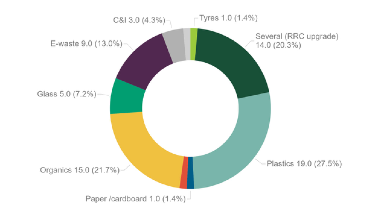 C&I 3.0 (4.3%)
Tyres 1.0 (1.4%)
E-waste 9.0 (13.0%)
Several (RRC upgrade)
14.0 (20.3%)
Glass 5.0 (7.2%)
Organics 15.0 (21.7%)
Plastics 19.0 (27.5%)
Paper /cardboard 1.0 (1.4%)